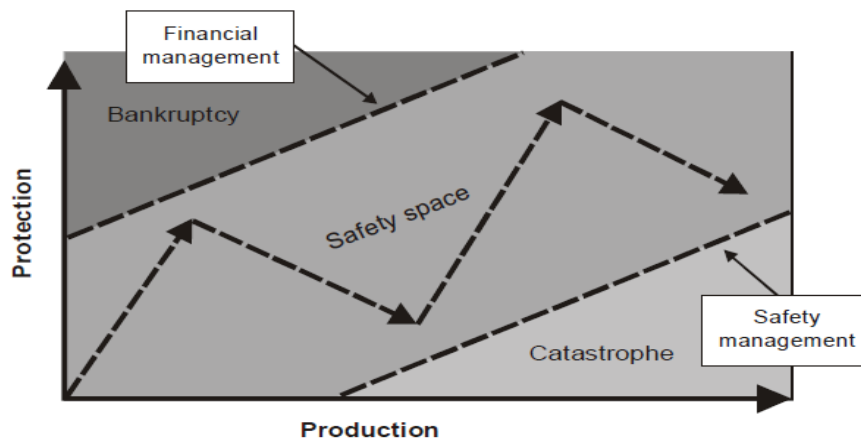 Financial
management
Bankruptcy
Protection
Safety space
Safety
management
Catastrophe
Production